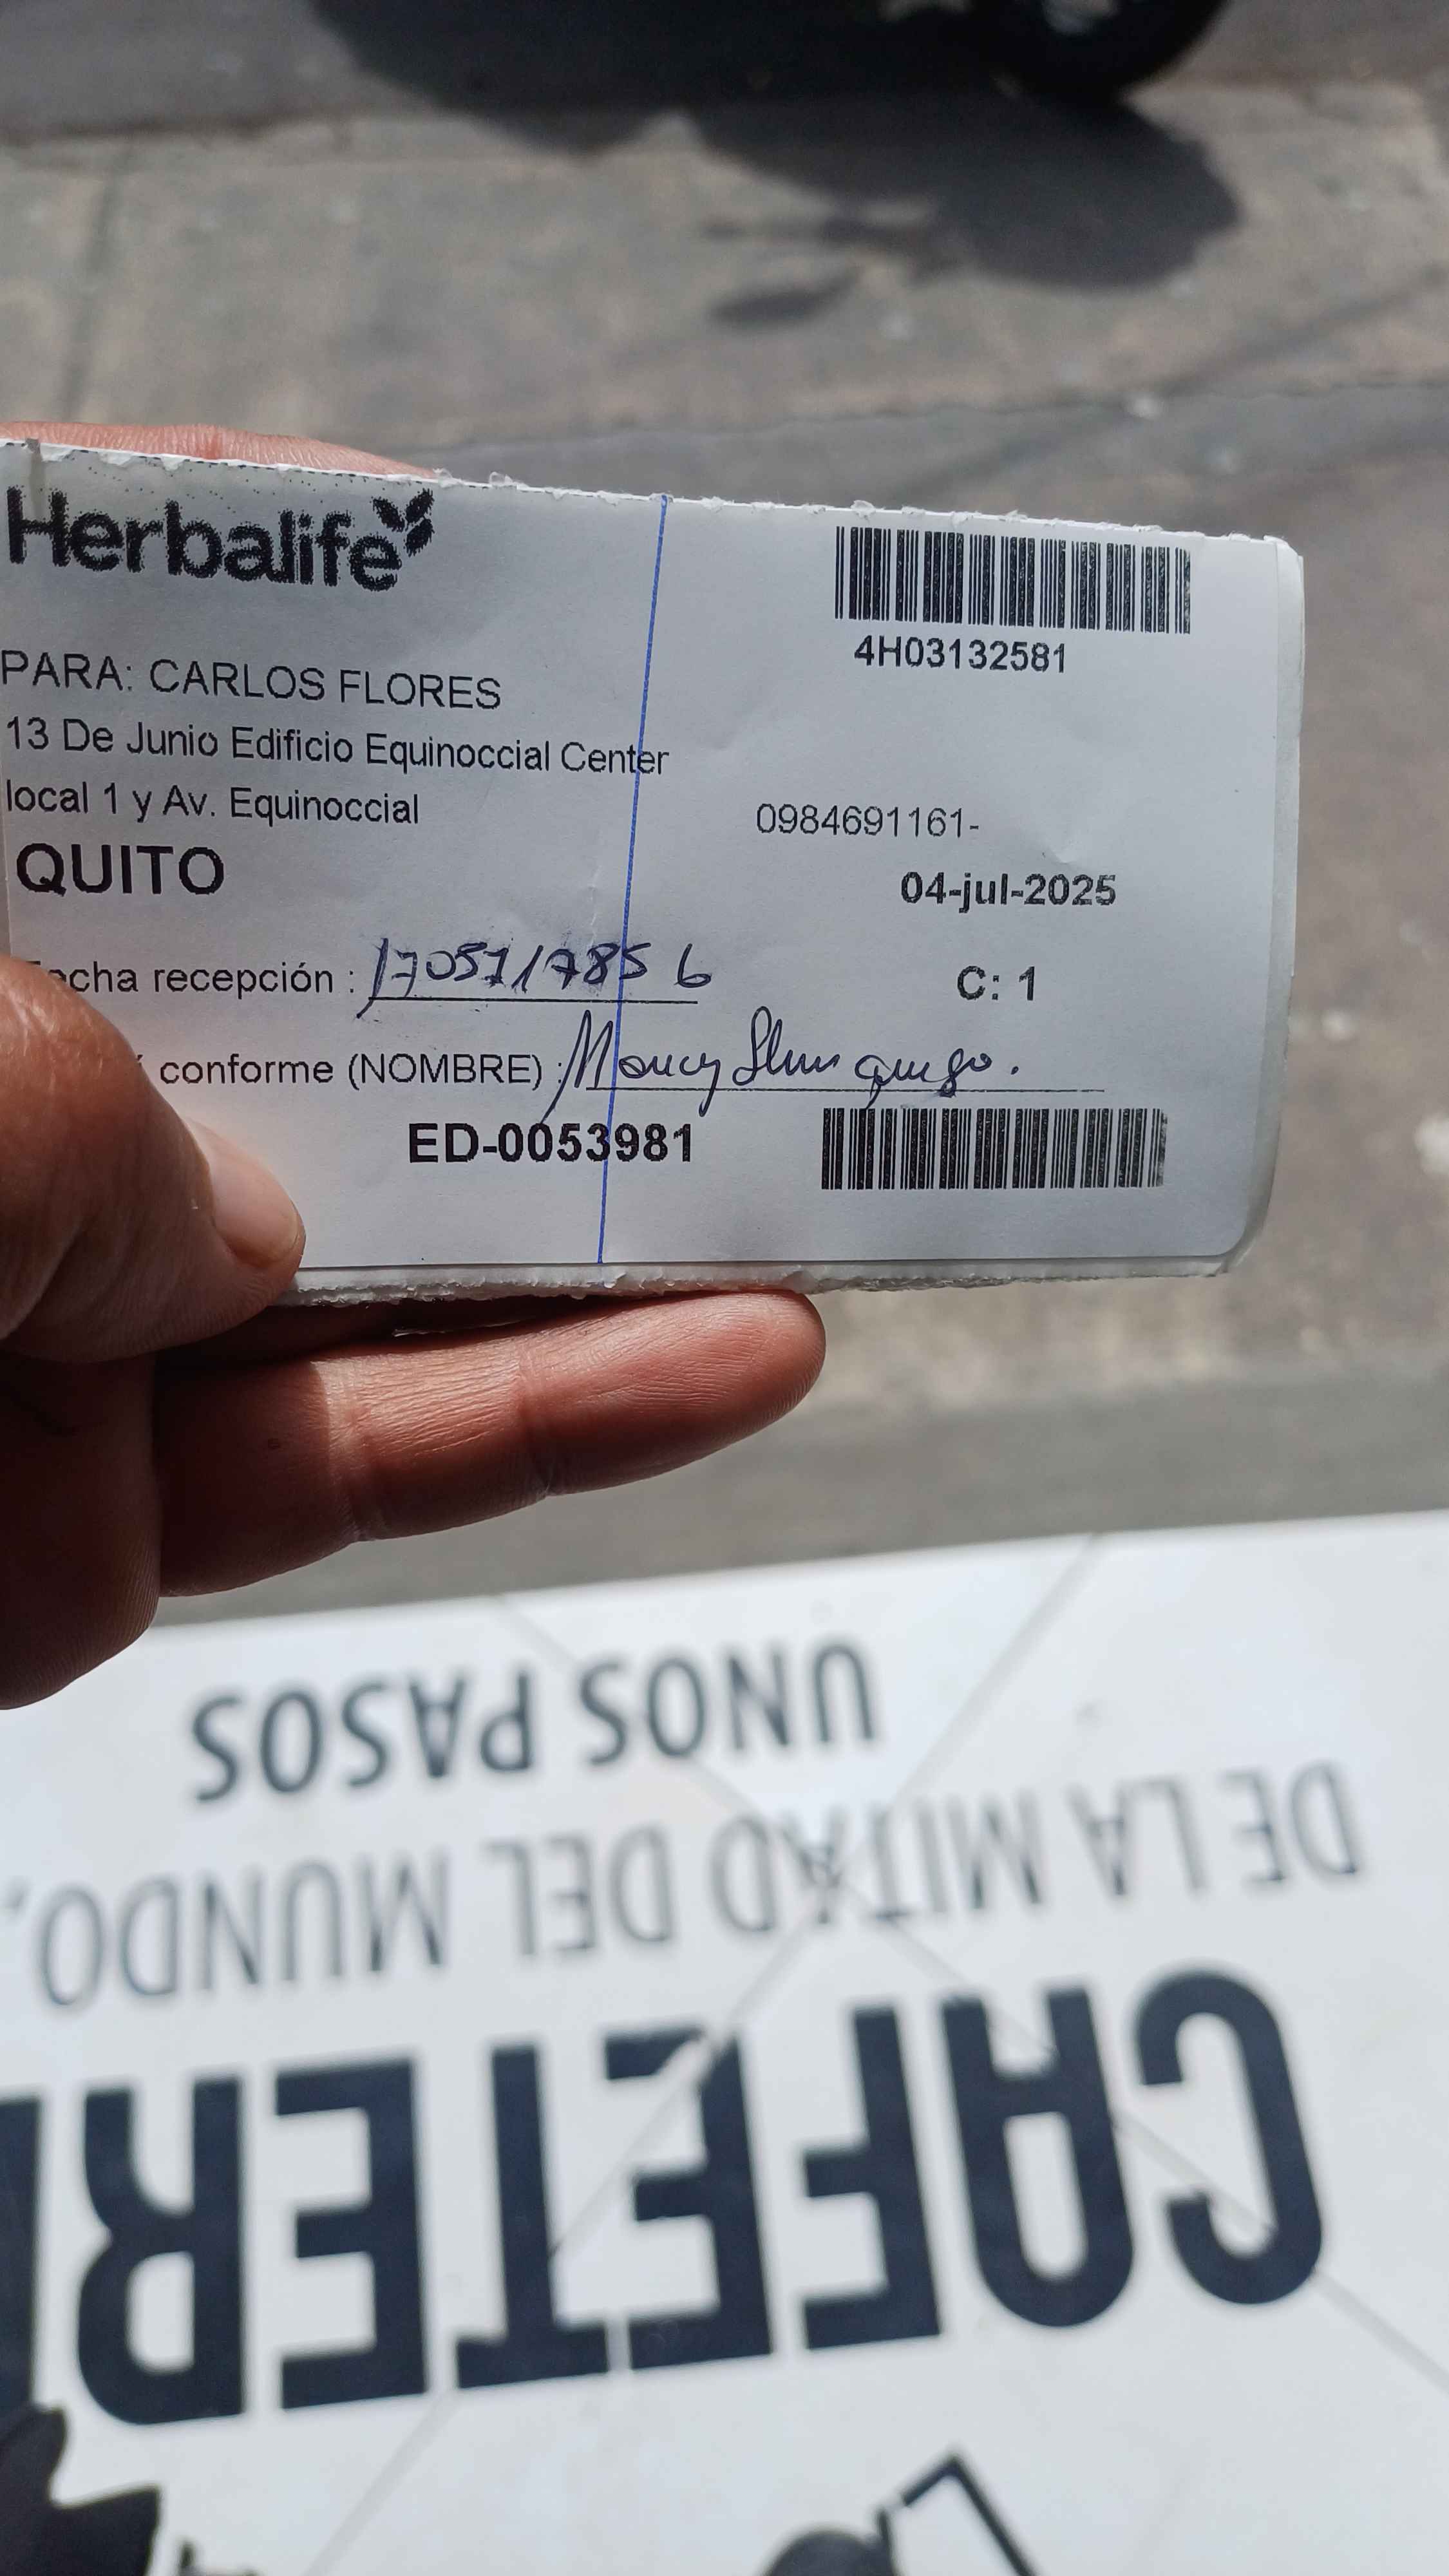 Herbalife
4H03132581
PARA: CARLOS FLORES
13 De Junio Edificio Equinoccial Center
local 1 y Av. Equinoccial
0984691161-
QUITO
04-jul-2025
echa recepción : 1705717856
C: 1
conforme (NOMBRE) :
ED-0053981
UNOS PASOS
DE LA MITAD DEL MUNDO.
CAFETER